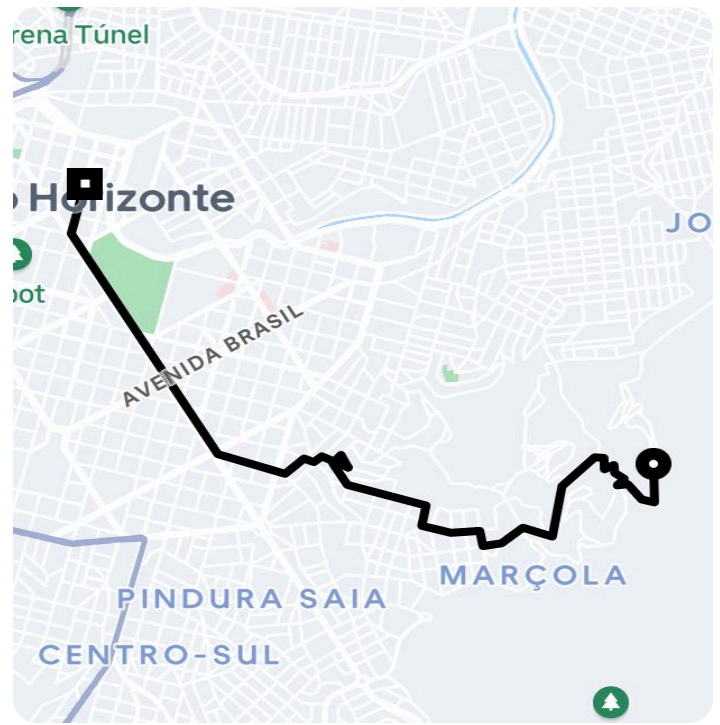 rena Túnel
Horizonte
JO
oot
AVENIDA BRASIL
MARÇOLA
PINDURA SAIA
CENTRO-SUL